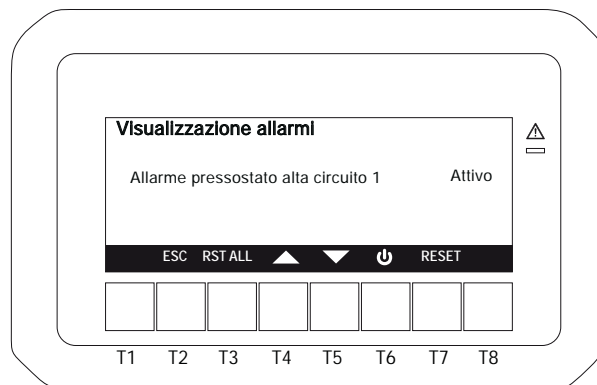 Visualizzazione allarmi
Allarme pressostato alta circuito 1 Attivo
ESC RST ALL RESET
T1 T2 T3 T4 T5 T6 T7 T8